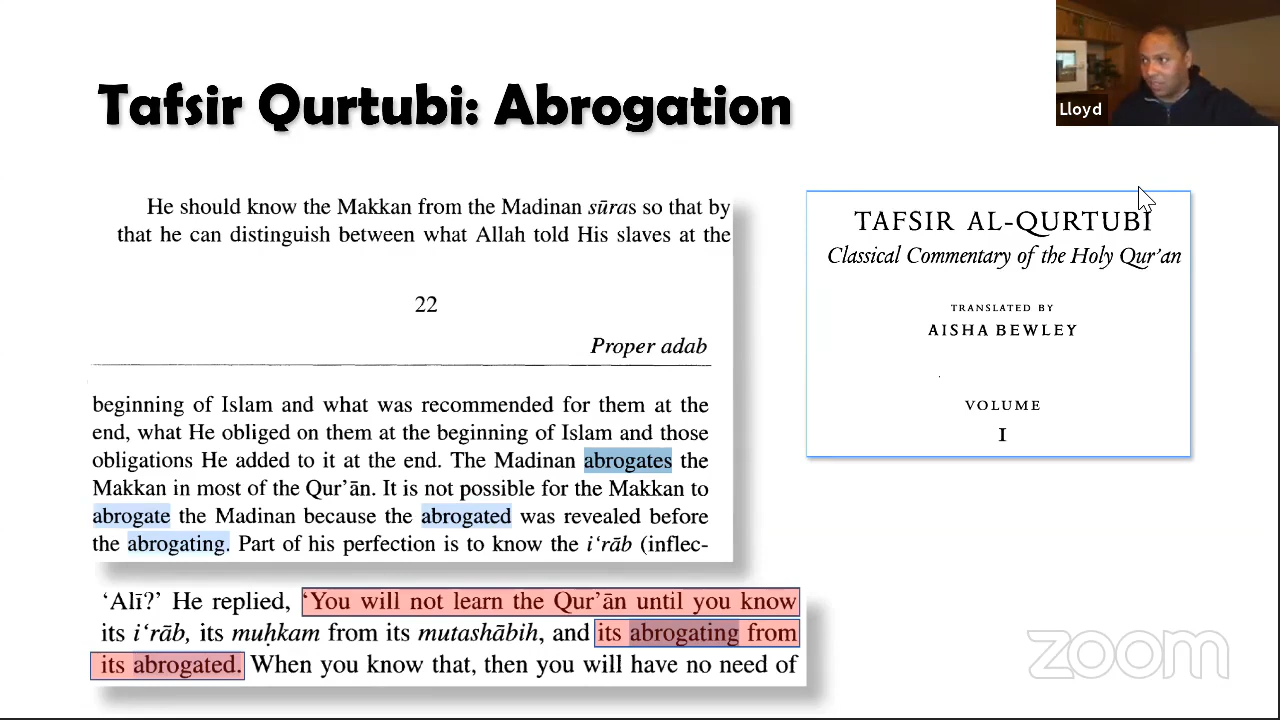 Lloyd
Tafsir Qurtubi: Abrogation
He should know the Makkan from the Madinan sūras so that by
that he can distinguish between what Allah told His slaves at the
22
Proper adab
beginning of Islam and what was recommended for them at the
end, what He obliged on them at the beginning of Islam and those
obligations He added to it at the end. The Madinan abrogates the
Makkan in most of the Qur’ān. It is not possible for the Makkan to
abrogate the Madinan because the abrogated was revealed before
the abrogating. Part of his perfection is to know the i‘rāb (inflec-
‘Alī?’ He replied, ‘You will not learn the Qur’ān until you know
its i‘rāb, its muḥkam from its mutashābih, and its abrogating from
its abrogated. When you know that, then you will have no need of
TAFSIR AL-QURTUBI
Classical Commentary of the Holy Qur’an
TRANSLATED BY
AISHA BEWLEY
VOLUME
I
zoom